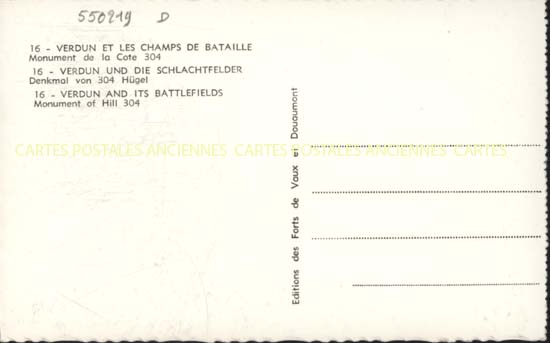 550219 D
16 - VERDUN ET LES CHAMPS DE BATAILLE
Monument de la Cote 304
16 - VERDUN UND DIE SCHLACHTFELDER
Denkmal von 304 Hügel
16 - VERDUN AND ITS BATTLEFIELDS
Monument of Hill 304
CARTES POSTALES ANCIENNES CARTES POSTALES ANCIENNES CARTES POSTALES
Editions des Forts de Vaux et Douaumont